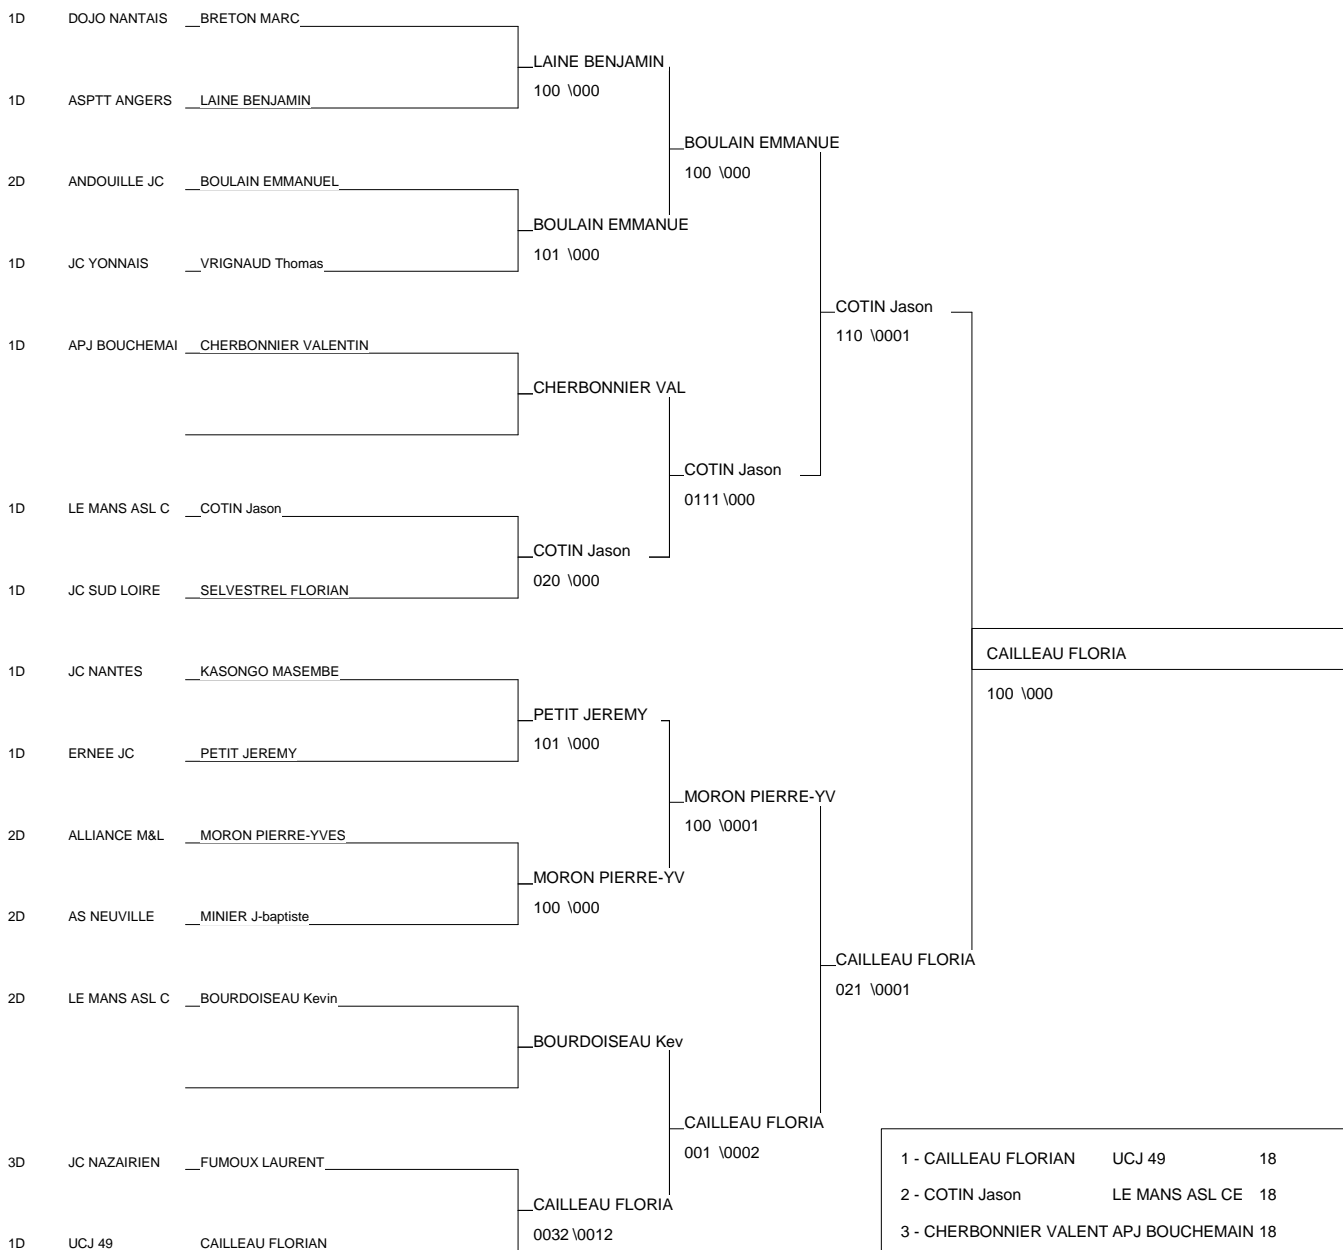 1D DOJO NANTAIS BRETON MARC
LAINE BENJAMIN
100 \000
1D ASPTT ANGERS LAINE BENJAMIN
BOULAIN EMMANUE
100 \000
2D ANDOUILLE JC BOULAIN EMMANUEL
BOULAIN EMMANUE
101 \000
1D JC YONNAIS VRIGNAUD Thomas
COTIN Jason
110 \0001
1D APJ BOUCHEMAI CHERBONNIER VALENTIN
CHERBONNIER VAL
COTIN Jason
0111 \000
1D LE MANS ASL C COTIN Jason
COTIN Jason
020 \000
1D JC SUD LOIRE SELVESTREL FLORIAN
CAILLEAU FLORIA
100 \000
1D JC NANTES KASONGO MASEMBE
PETIT JEREMY
101 \000
1D ERNEE JC PETIT JEREMY
MORON PIERRE-YV
100 \0001
2D ALLIANCE M&L MORON PIERRE-YVES
MORON PIERRE-YV
100 \000
2D AS NEUVILLE MINIER J-baptiste
CAILLEAU FLORIA
021 \0001
2D LE MANS ASL C BOURDOISEAU Kevin
BOURDOISEAU Kev
CAILLEAU FLORIA
001 \0002
3D JC NAZAIRIEN FUMOUX LAURENT
CAILLEAU FLORIA
0032 \0012
1D UCJ 49 CAILLEAU FLORIAN
1 - CAILLEAU FLORIAN UCJ 49 18
2 - COTIN Jason LE MANS ASL CE 18
3 - CHERBONNIER VALENT APJ BOUCHEMAIN 18